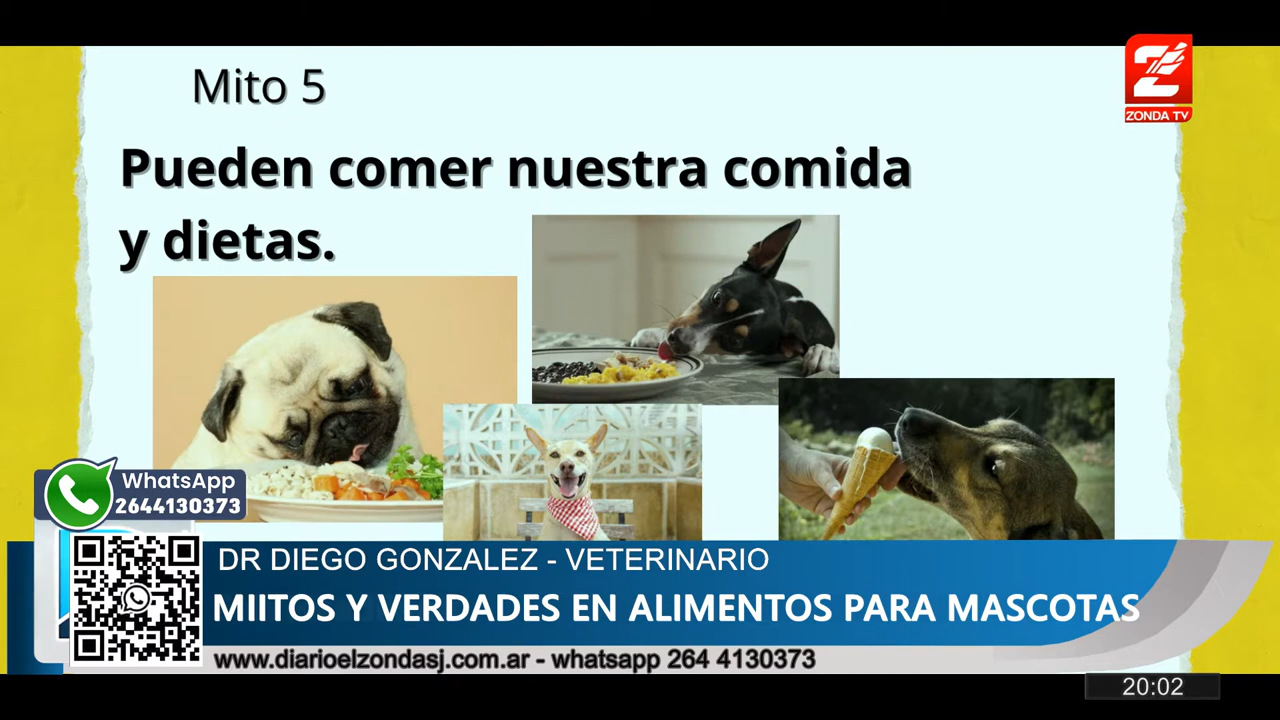 Mito 5
ZONDA TV
Pueden comer nuestra comida
y dietas.
WhatsApp
2644130373
DR DIEGO GONZALEZ - VETERINARIO
MIITOS Y VERDADES EN ALIMENTOS PARA MASCOTAS
www.diarioelzondasj.com.ar - whatsapp 264 4130373
20:02